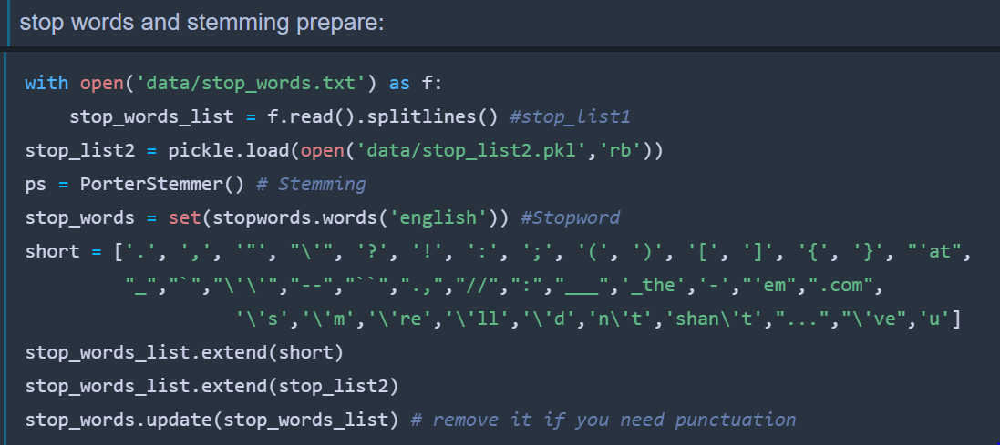 stop words and stemming prepare:
with open('data/stop_words.txt') as f:
    stop_words_list = f.read().splitlines() #stop_list1
stop_list2 = pickle.load(open('data/stop_list2.pkl','rb'))
ps = PorterStemmer() # Stemming
stop_words = set(stopwords.words('english')) #Stopword
short = ['.', ',', '"', "\'", '?', '!', ':', ';', '(', ')', '[', ']', '{', '}', "'at",
         "_","`","\'\'","--","``",".,","//",":","___",'_the','-',"'em",".com",
                   '\'s','\'m','\'re','\'ll','\'d','n\'t','shan\'t',"...","\'ve",'u']
stop_words_list.extend(short)
stop_words_list.extend(stop_list2)
stop_words.update(stop_words_list) # remove it if you need punctuation